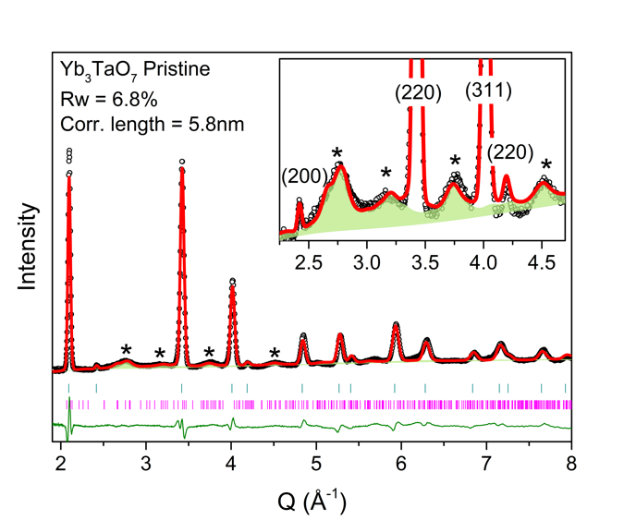 Yb₃TaO₇ Pristine
Rw = 6.8%
Corr. length = 5.8nm
(220) (311)
(200) * * * (220) *
2.5 3.0 3.5 4.0 4.5
Intensity
* * * * *
2 3 4 5 6 7 8
Q (Å⁻¹)